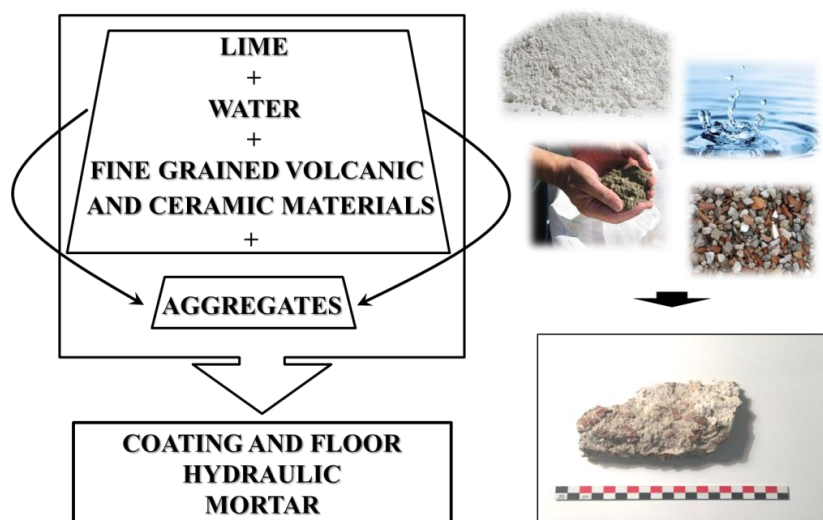 LIME
+
WATER
+
FINE GRAINED VOLCANIC
AND CERAMIC MATERIALS
+
AGGREGATES
COATING AND FLOOR
HYDRAULIC
MORTAR